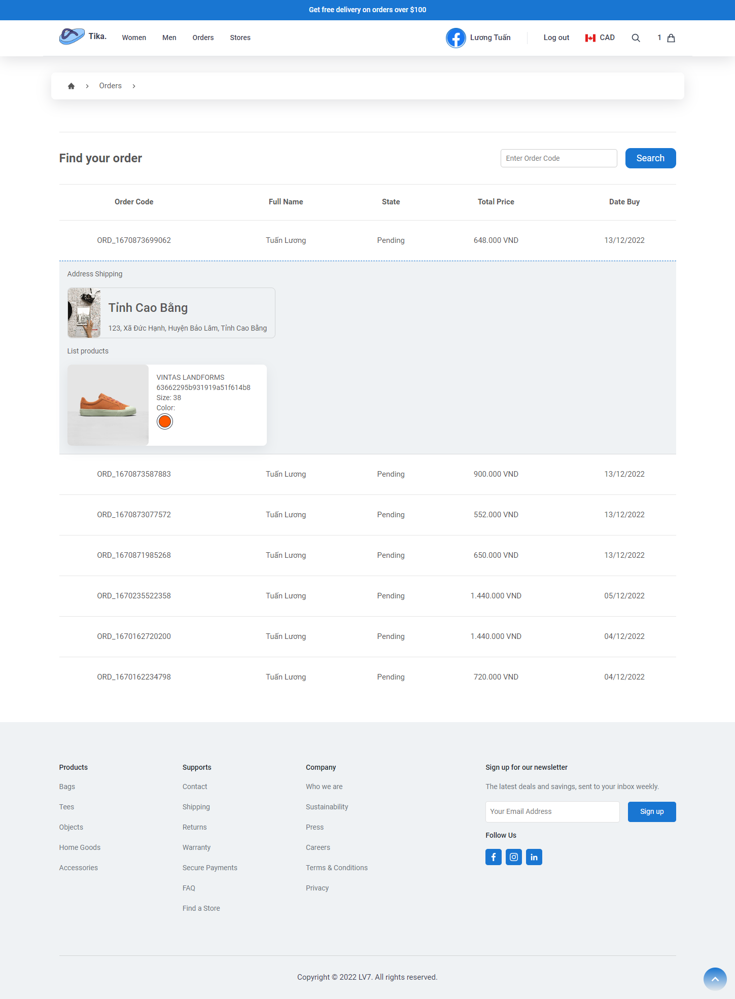 Get free delivery on orders over $100
Tika. Women Men Orders Stores Lương Tuấn Log out CAD 1
Orders
Find your order
Enter Order Code Search
Order Code Full Name State Total Price Date Buy
ORD_1670873699062 Tuấn Lương Pending 648.000 VND 13/12/2022
Address Shipping
Tỉnh Cao Bằng
123, Xã Đức Hạnh, Huyện Bảo Lâm, Tỉnh Cao Bằng
List products
VINTAS LANDFORMS
63662295b931919a51f614b8
Size: 38
Color:
ORD_1670873587883 Tuấn Lương Pending 900.000 VND 13/12/2022
ORD_1670873077572 Tuấn Lương Pending 552.000 VND 13/12/2022
ORD_1670871985268 Tuấn Lương Pending 650.000 VND 13/12/2022
ORD_1670235522358 Tuấn Lương Pending 1.440.000 VND 05/12/2022
ORD_1670162720200 Tuấn Lương Pending 1.440.000 VND 04/12/2022
ORD_1670162234798 Tuấn Lương Pending 720.000 VND 04/12/2022
Products
Bags
Tees
Objects
Home Goods
Accessories
Supports
Contact
Shipping
Returns
Warranty
Secure Payments
FAQ
Find a Store
Company
Who we are
Sustainability
Press
Careers
Terms & Conditions
Privacy
Sign up for our newsletter
The latest deals and savings, sent to your inbox weekly.
Your Email Address Sign up
Follow Us
Copyright © 2022 LV7. All rights reserved.